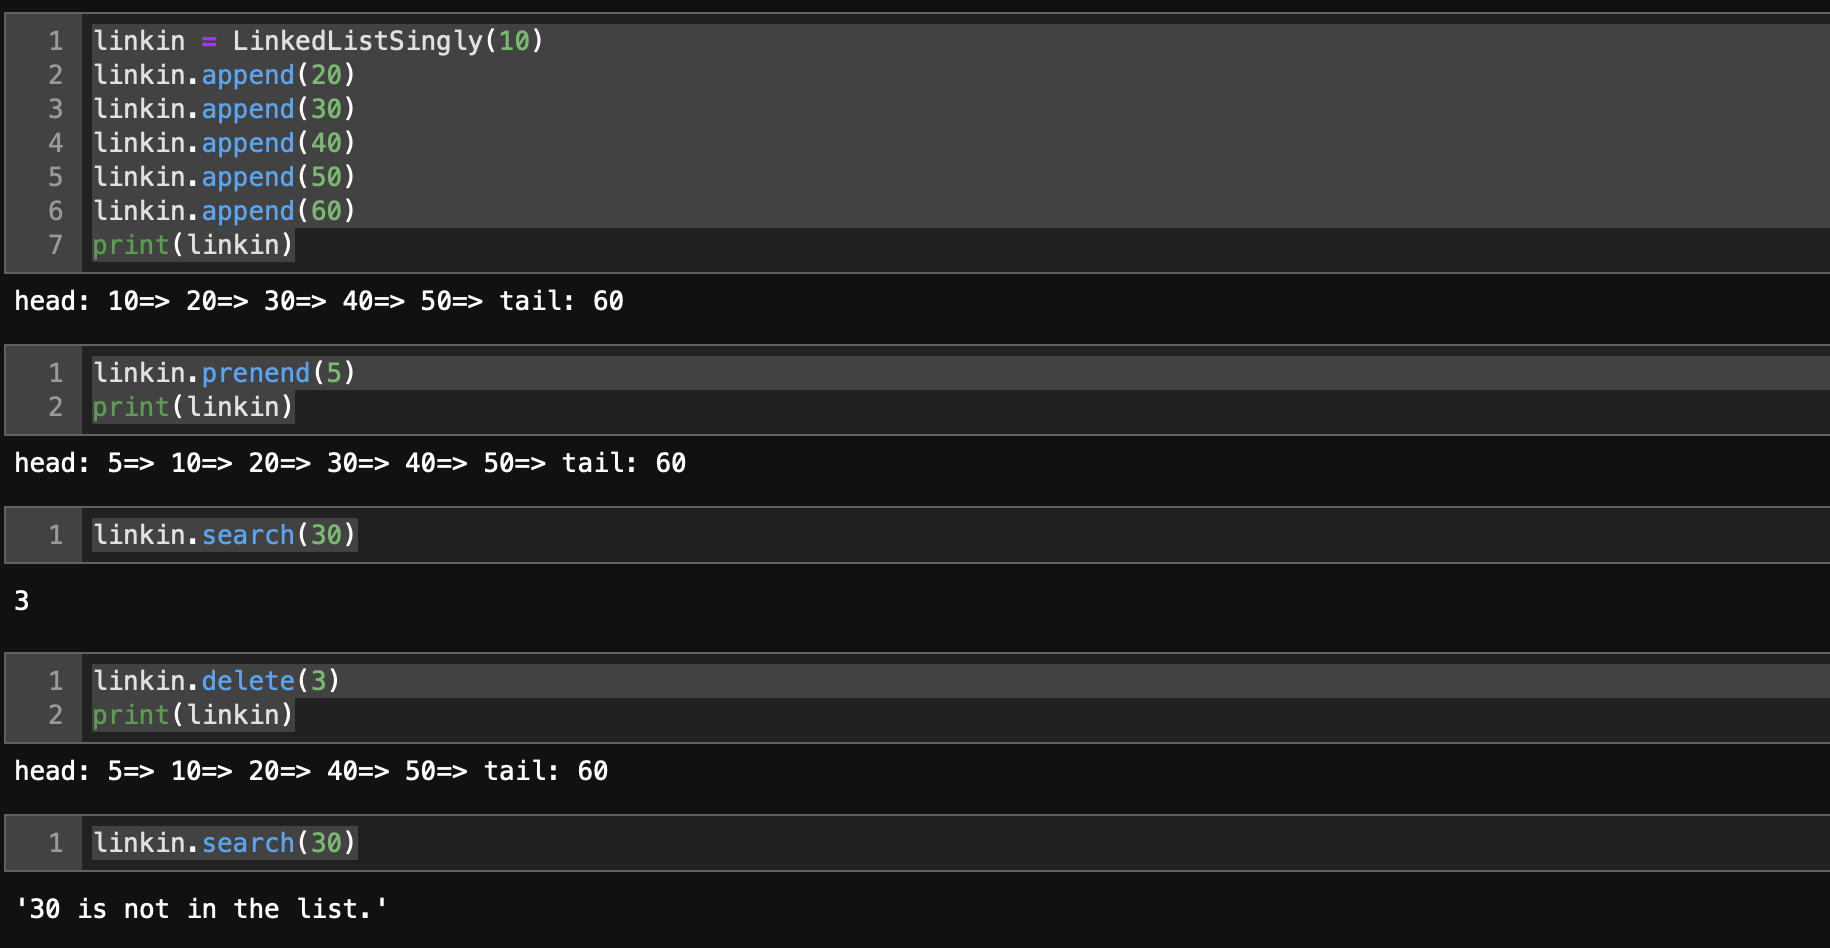 1 linkin = LinkedListSingly(10)
2 linkin.append(20)
3 linkin.append(30)
4 linkin.append(40)
5 linkin.append(50)
6 linkin.append(60)
7 print(linkin)
head: 10=> 20=> 30=> 40=> 50=> tail: 60
1 linkin.prenend(5)
2 print(linkin)
head: 5=> 10=> 20=> 30=> 40=> 50=> tail: 60
1 linkin.search(30)
3
1 linkin.delete(3)
2 print(linkin)
head: 5=> 10=> 20=> 40=> 50=> tail: 60
1 linkin.search(30)
'30 is not in the list.'